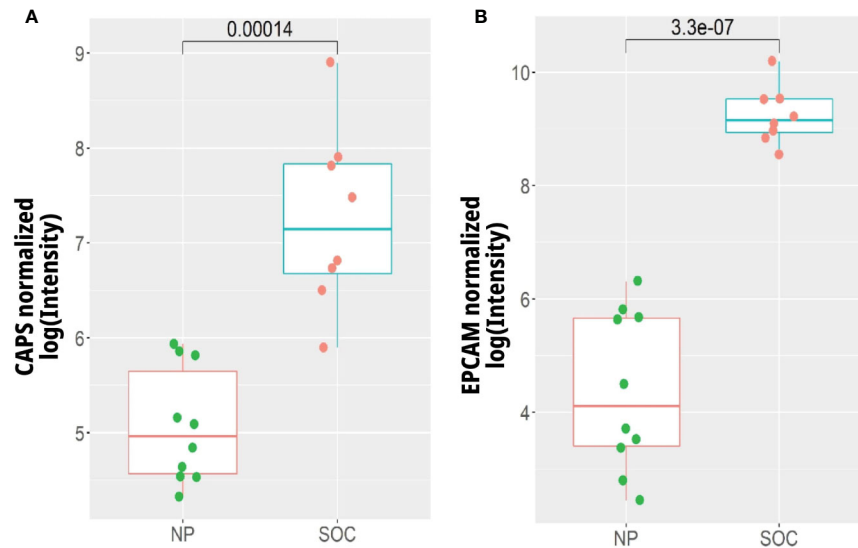 A
0.00014
9
8
7
6
5
CAPS normalized
log(Intensity)
NP SOC
B
3.3e-07
10
8
6
4
2
EPCAM normalized
log(Intensity)
NP SOC